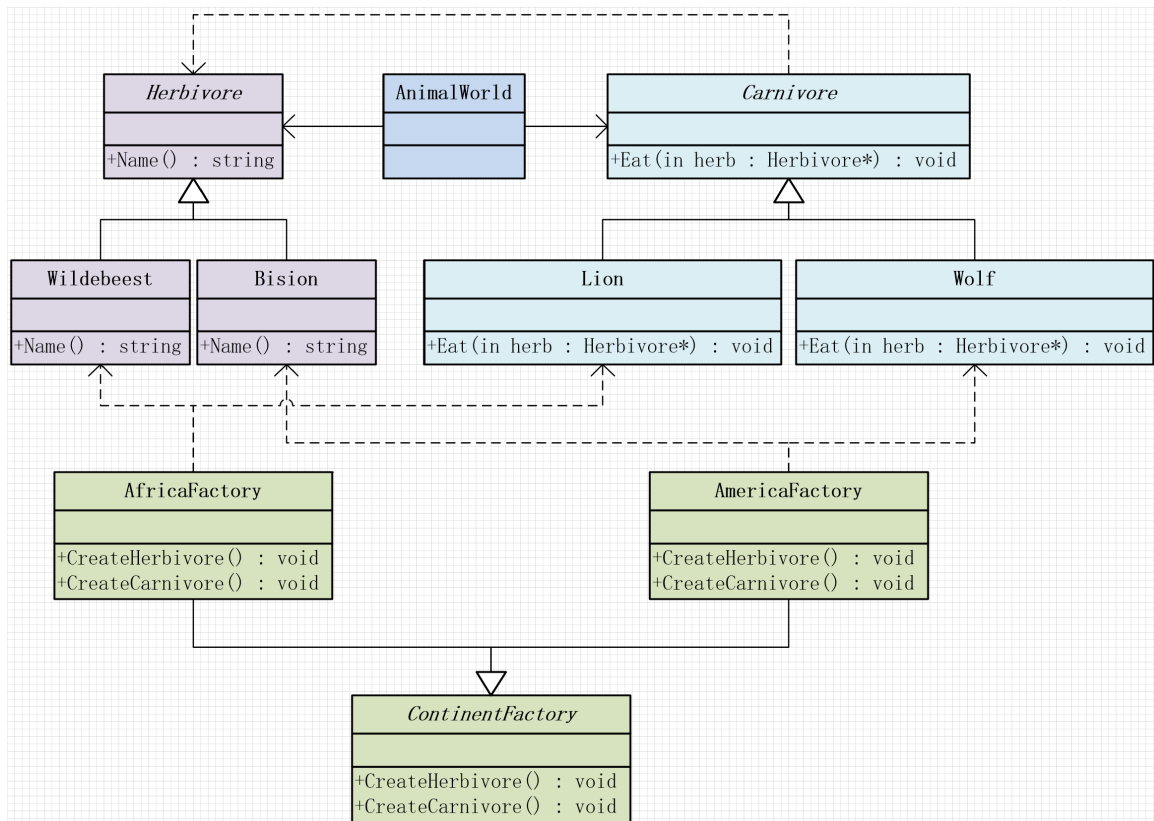 Herbivore
+Name() : string
AnimalWorld
Carnivore
+Eat(in herb : Herbivore*) : void
Wildebeest
+Name() : string
Bision
+Name() : string
Lion
+Eat(in herb : Herbivore*) : void
Wolf
+Eat(in herb : Herbivore*) : void
AfricaFactory
+CreateHerbivore() : void
+CreateCarnivore() : void
AmericaFactory
+CreateHerbivore() : void
+CreateCarnivore() : void
ContinentFactory
+CreateHerbivore() : void
+CreateCarnivore() : void